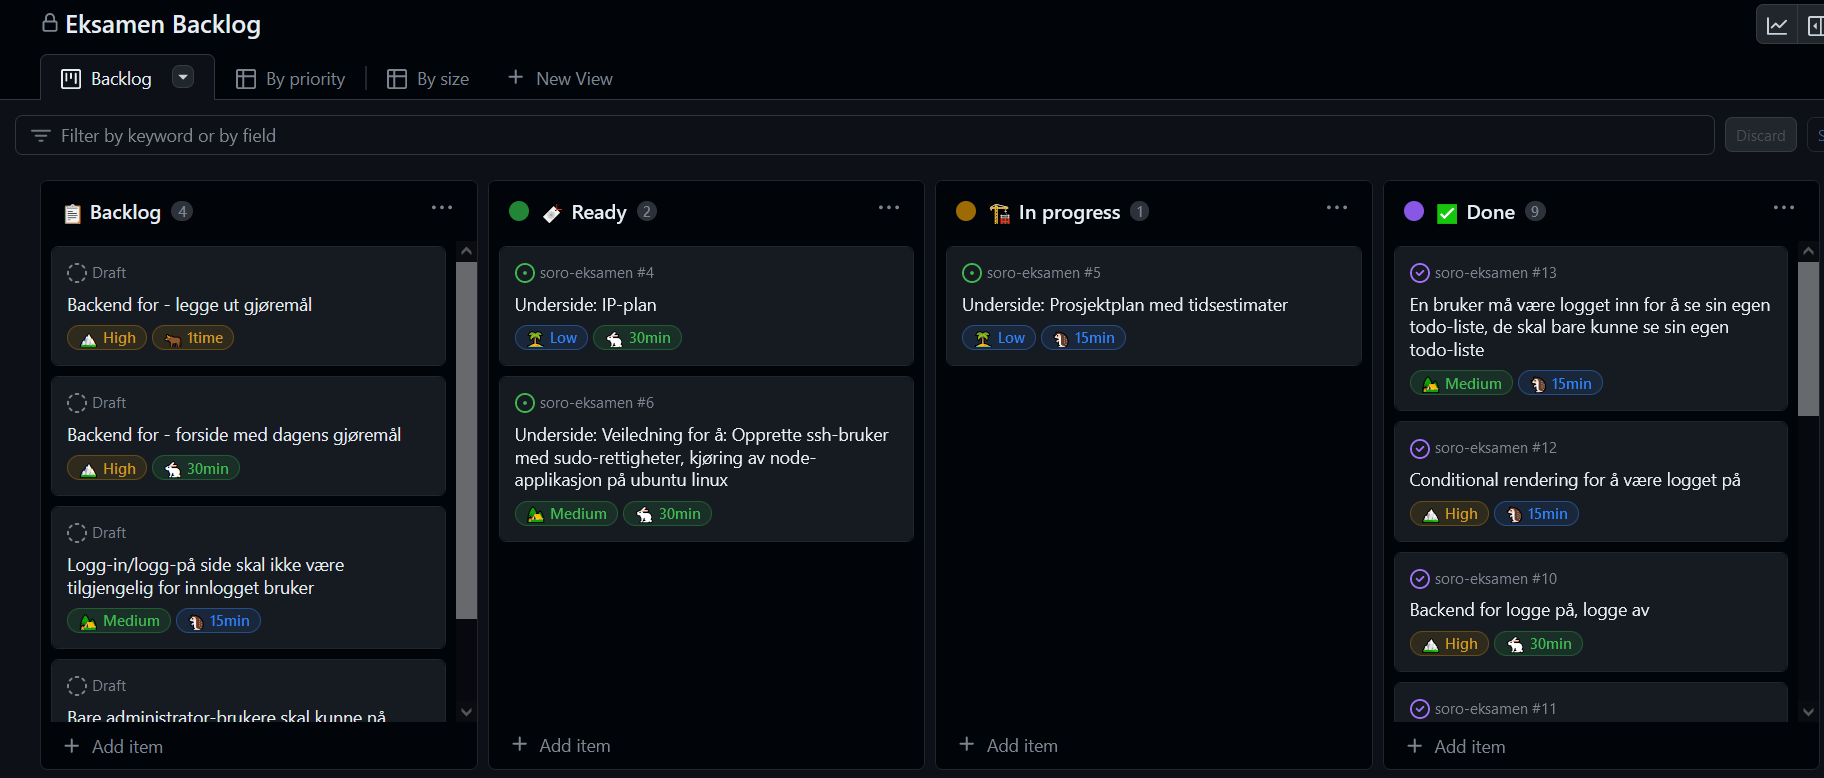 Eksamen Backlog
Backlog
By priority
By size
New View
Filter by keyword or by field
Discard
Backlog 4
Draft
Backend for - legge ut gjøremål
High 1time
Draft
Backend for - forside med dagens gjøremål
High 30min
Draft
Logg-in/logg-på side skal ikke være
tilgjengelig for innlogget bruker
Medium 15min
Draft
Bare administrator-brukere skal kunne nå
Add item
Ready 2
soro-eksamen #4
Underside: IP-plan
Low 30min
soro-eksamen #6
Underside: Veiledning for å: Opprette ssh-bruker
med sudo-rettigheter, kjøring av node-
applikasjon på ubuntu linux
Medium 30min
Add item
In progress 1
soro-eksamen #5
Underside: Prosjektplan med tidsestimater
Low 15min
Add item
Done 9
soro-eksamen #13
En bruker må være logget inn for å se sin egen
todo-liste, de skal bare kunne se sin egen
todo-liste
Medium 15min
soro-eksamen #12
Conditional rendering for å være logget på
High 15min
soro-eksamen #10
Backend for logge på, logge av
High 30min
soro-eksamen #11
Add item